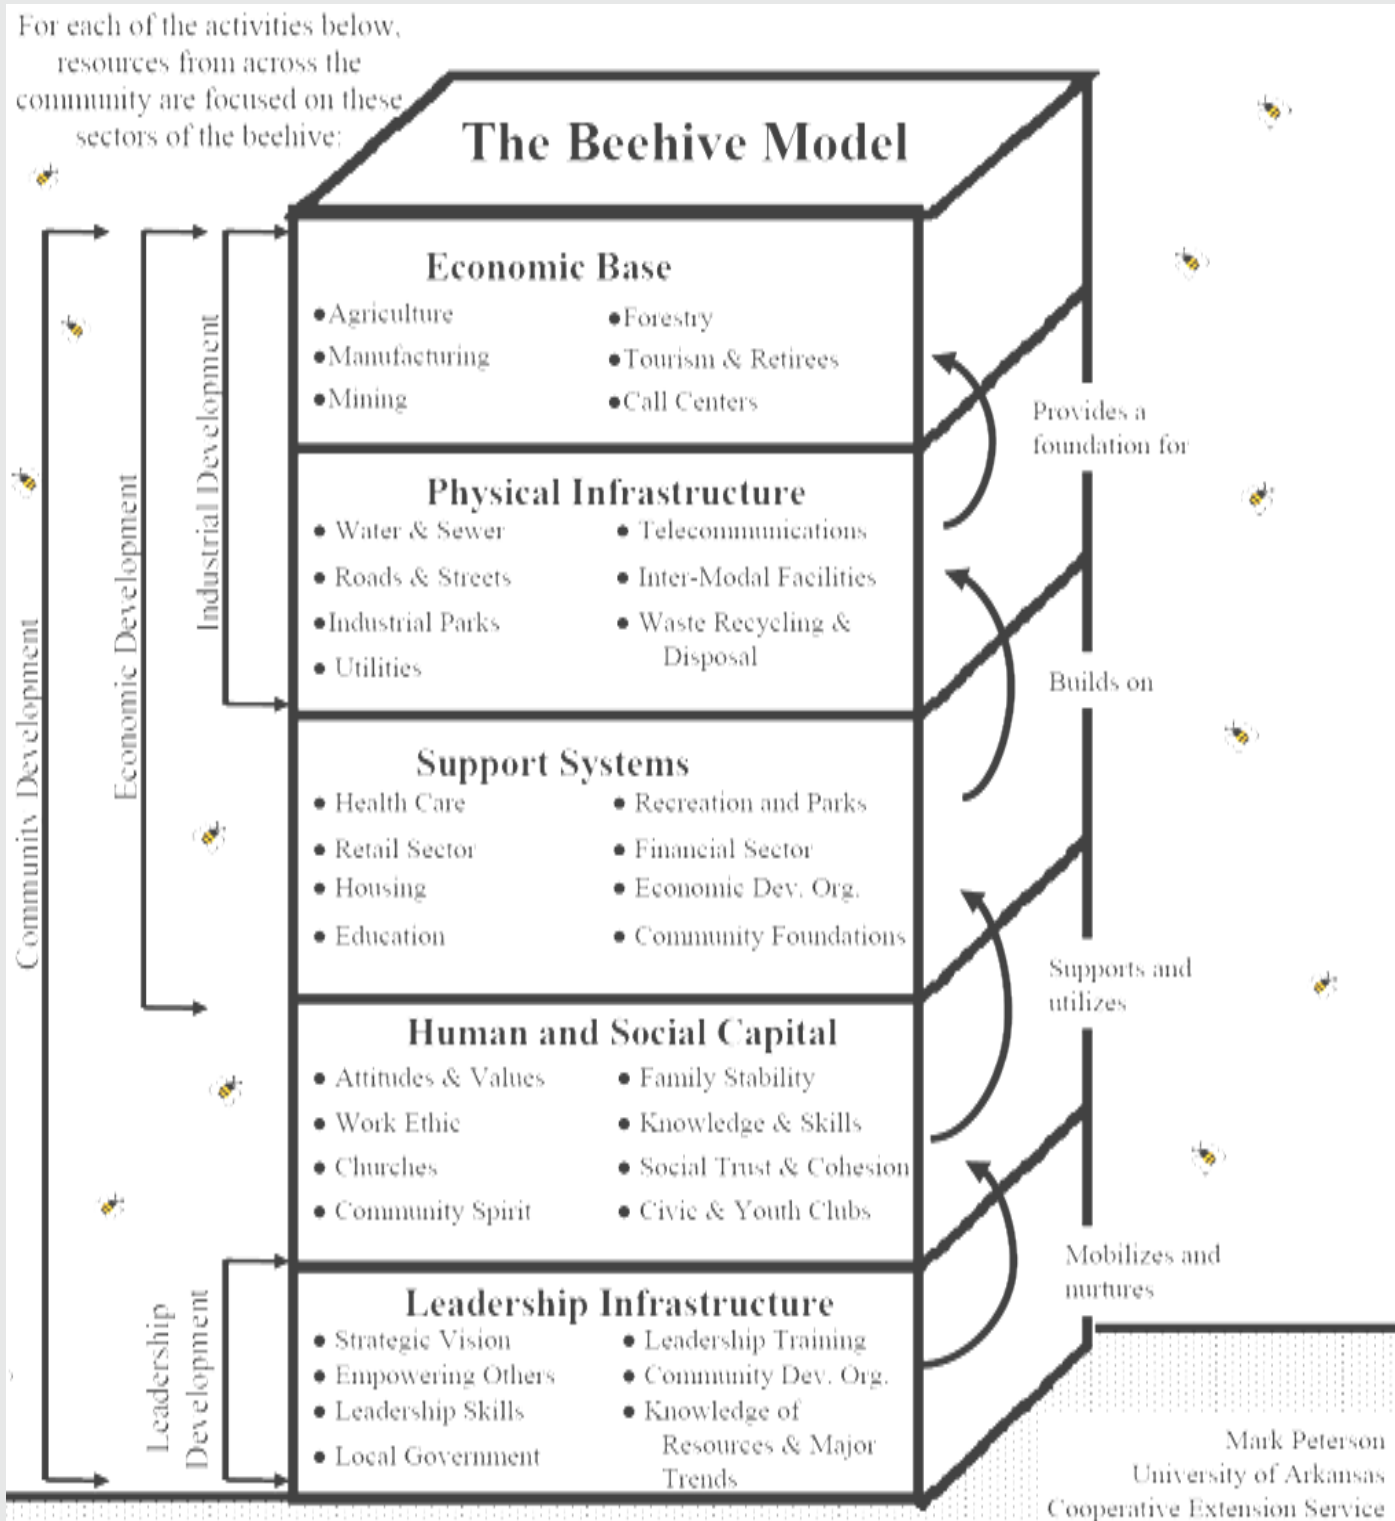 For each of the activities below,
resources from across the
community are focused on these
sectors of the beehive:
The Beehive Model
Community Development
Economic Development
Industrial Development
Economic Base
●Agriculture
●Manufacturing
●Mining
●Forestry
●Tourism & Retirees
●Call Centers
Provides a
foundation for
Physical Infrastructure
● Water & Sewer
● Roads & Streets
●Industrial Parks
● Utilities
● Telecommunications
● Inter-Modal Facilities
● Waste Recycling &
Disposal
Builds on
Support Systems
● Health Care
● Retail Sector
● Housing
● Education
● Recreation and Parks
● Financial Sector
● Economic Dev. Org.
● Community Foundations
Supports and
utilizes
Human and Social Capital
● Attitudes & Values
● Work Ethic
● Churches
● Community Spirit
● Family Stability
● Knowledge & Skills
● Social Trust & Cohesion
● Civic & Youth Clubs
Mobilizes and
nurtures
Leadership
Development
Leadership Infrastructure
● Strategic Vision
● Empowering Others
● Leadership Skills
● Local Government
● Leadership Training
● Community Dev. Org.
● Knowledge of
Resources & Major
Trends
Mark Peterson
University of Arkansas
Cooperative Extension Service